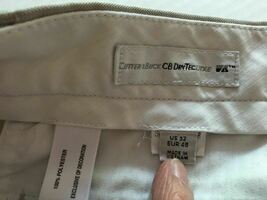 CUTTER & BUCK CB DRYTEC
US 32
EUR 48
MADE IN
VIETNAM
100% POLYESTER
EXCLUSIVE OF DECORATION